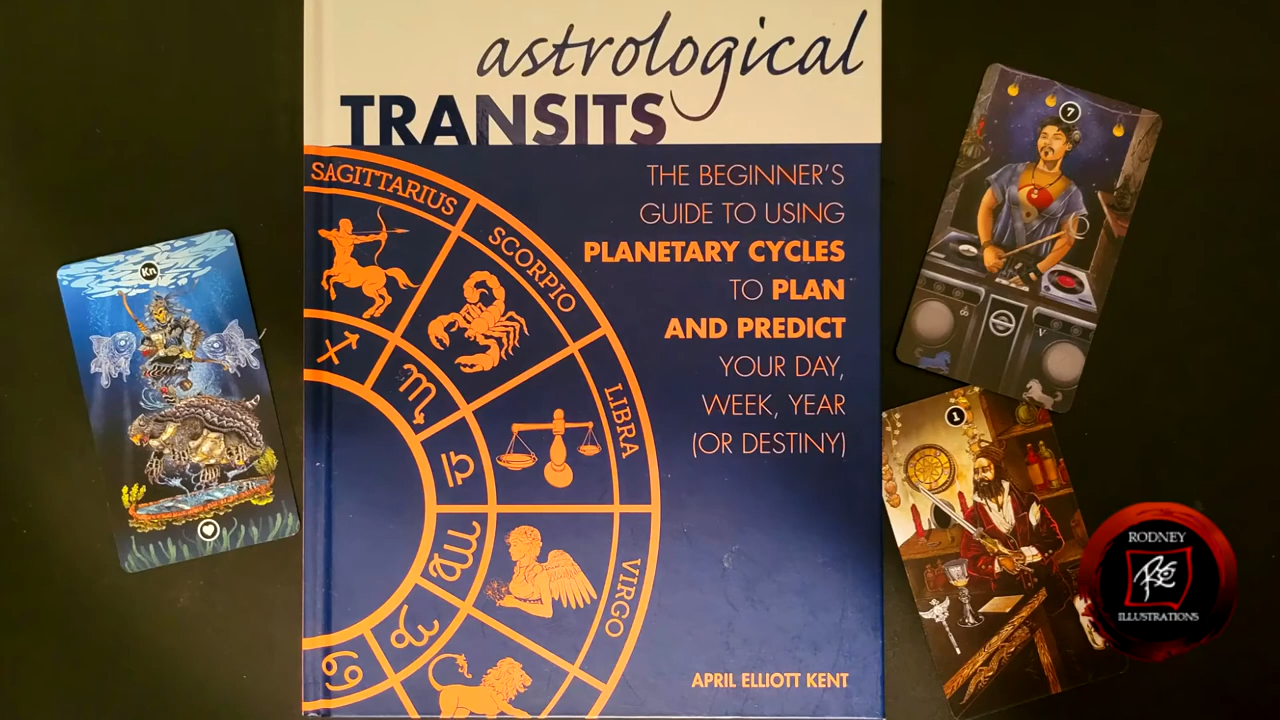 astrological
TRANSITS
THE BEGINNER'S
GUIDE TO USING
PLANETARY CYCLES
TO PLAN
AND PREDICT
YOUR DAY,
WEEK, YEAR
(OR DESTINY)
SAGITTARIUS
SCORPIO
LIBRA
VIRGO
APRIL ELLIOTT KENT
Kn
7
1
RODNEY
RE
ILLUSTRATIONS